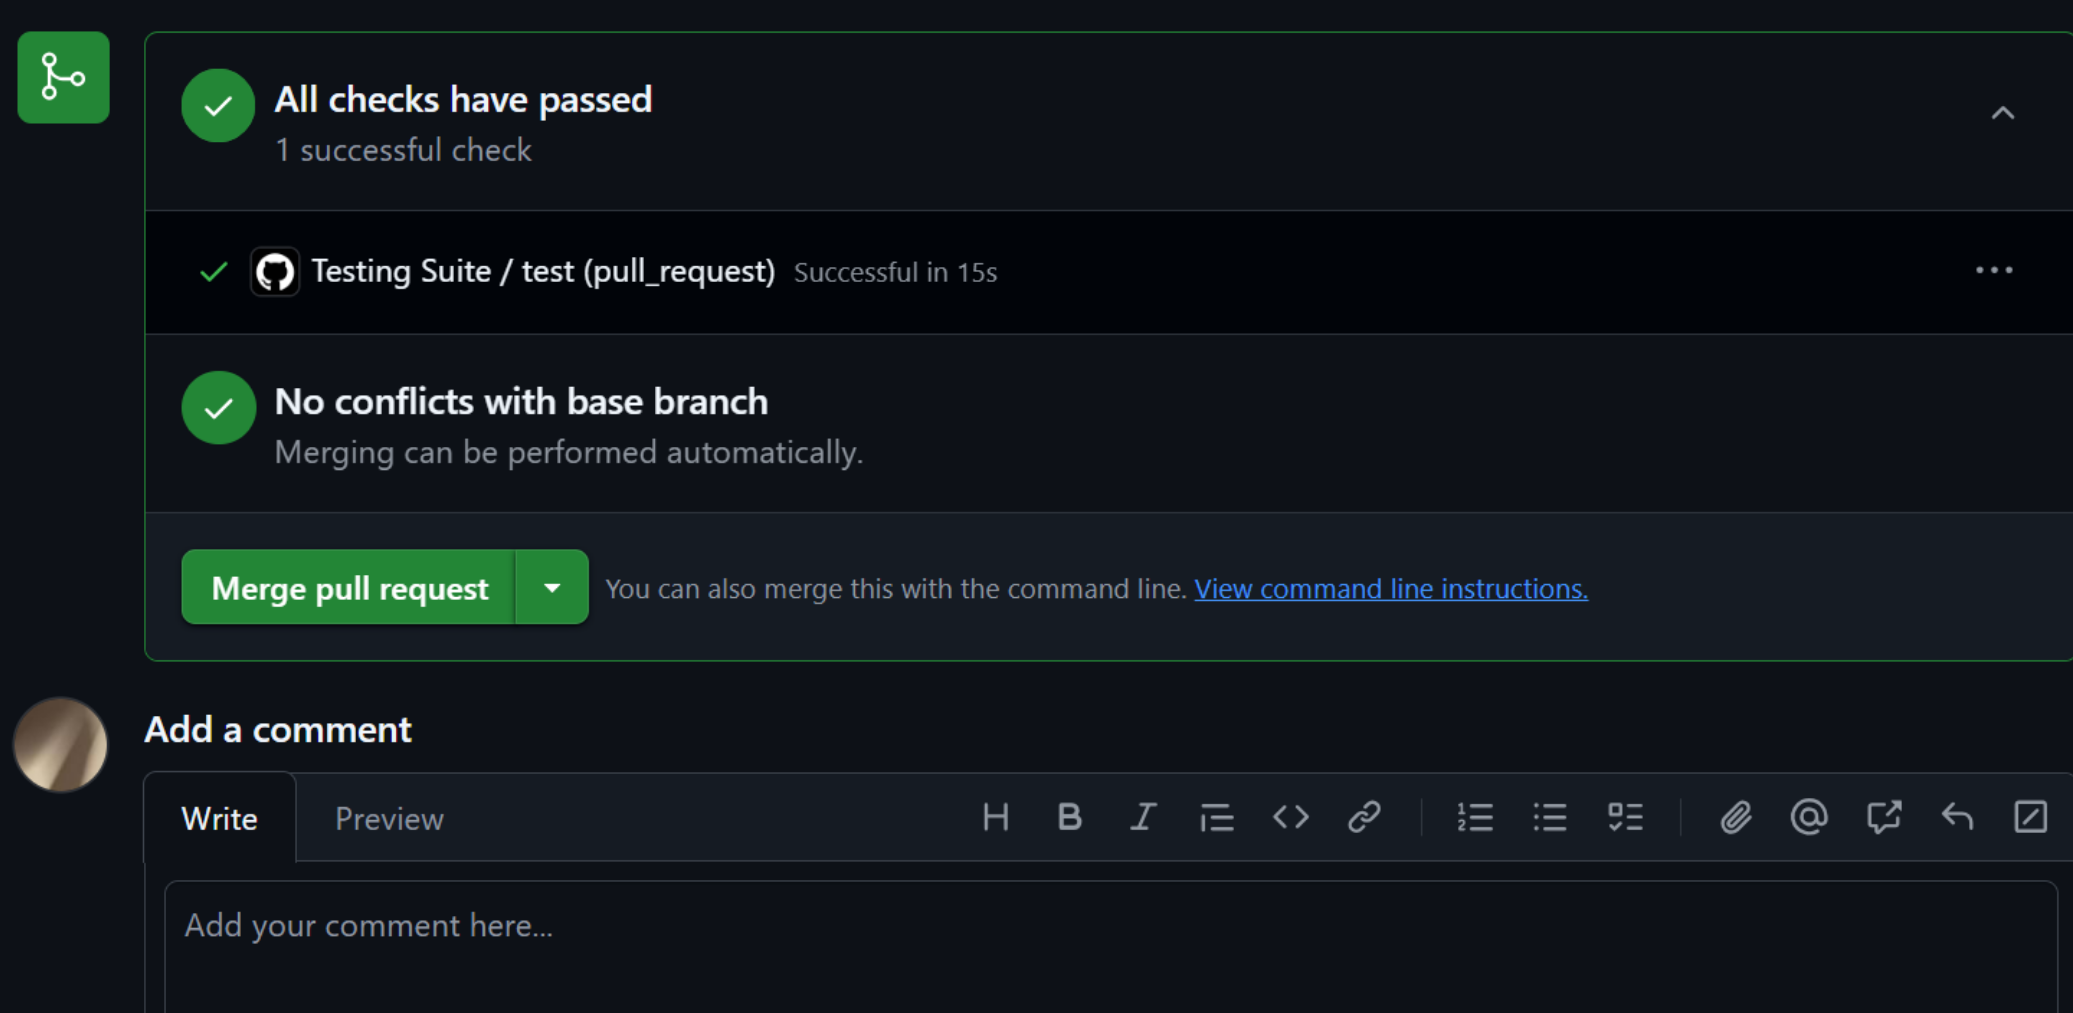 All checks have passed
1 successful check
Testing Suite / test (pull_request) Successful in 15s
No conflicts with base branch
Merging can be performed automatically.
Merge pull request You can also merge this with the command line. View command line instructions.
Add a comment
Write Preview
Add your comment here...